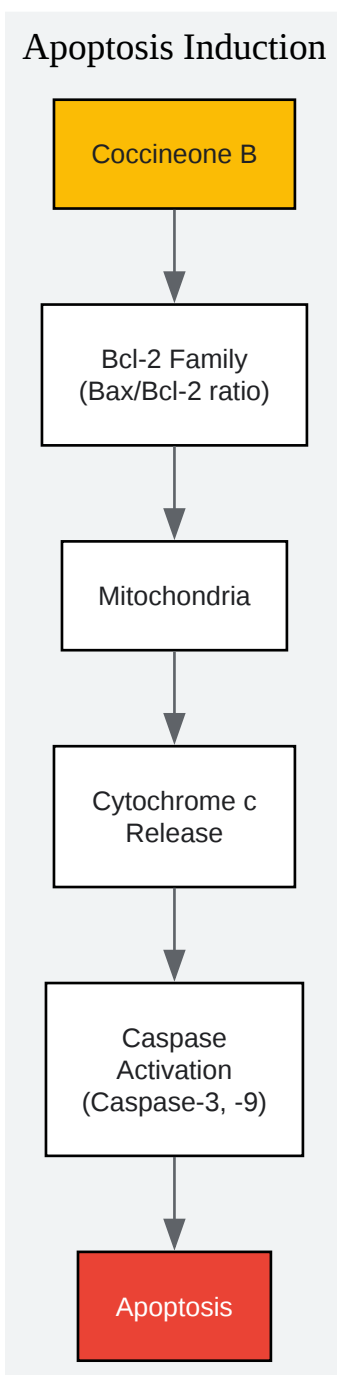 Apoptosis Induction
Coccineone B
Bcl-2 Family
(Bax/Bcl-2 ratio)
Mitochondria
Cytochrome c
Release
Caspase
Activation
(Caspase-3, -9)
Apoptosis